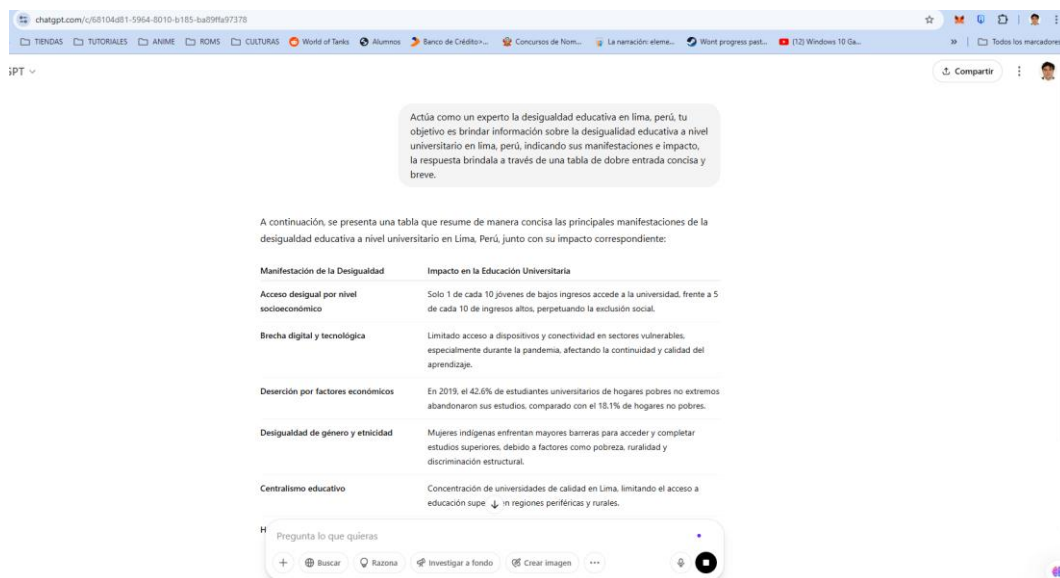 chatgpt.com/c/68104d81-5964-8010-b185-ba89ffa97378
TIENDAS TUTORIALES ANIME ROMS CULTURAS World of Tanks Alumnos Banco de Crédito>... Concursos de Nom... La narración: eleme... Wont progress past... (12) Windows 10 Ga... » Todos los marcadores
GPT
Compartir
Actúa como un experto la desigualdad educativa en lima, perú, tu
objetivo es brindar información sobre la desigualidad educativa a nivel
universitario en lima, perú, indicando sus manifestaciones e impacto,
la respuesta brindala a través de una tabla de dobre entrada concisa y
breve.
A continuación, se presenta una tabla que resume de manera concisa las principales manifestaciones de la
desigualdad educativa a nivel universitario en Lima, Perú, junto con su impacto correspondiente:
Manifestación de la Desigualdad Impacto en la Educación Universitaria
Acceso desigual por nivel Solo 1 de cada 10 jóvenes de bajos ingresos accede a la universidad, frente a 5
socioeconómico de cada 10 de ingresos altos, perpetuando la exclusión social.
Brecha digital y tecnológica Limitado acceso a dispositivos y conectividad en sectores vulnerables,
especialmente durante la pandemia, afectando la continuidad y calidad del
aprendizaje.
Deserción por factores económicos En 2019, el 42.6% de estudiantes universitarios de hogares pobres no extremos
abandonaron sus estudios, comparado con el 18.1% de hogares no pobres.
Desigualdad de género y etnicidad Mujeres indígenas enfrentan mayores barreras para acceder y completar
estudios superiores, debido a factores como pobreza, ruralidad y
discriminación estructural.
Centralismo educativo Concentración de universidades de calidad en Lima, limitando el acceso a
educación supe en regiones periféricas y rurales.
H
Pregunta lo que quieras
Buscar Razona Investigar a fondo Crear imagen